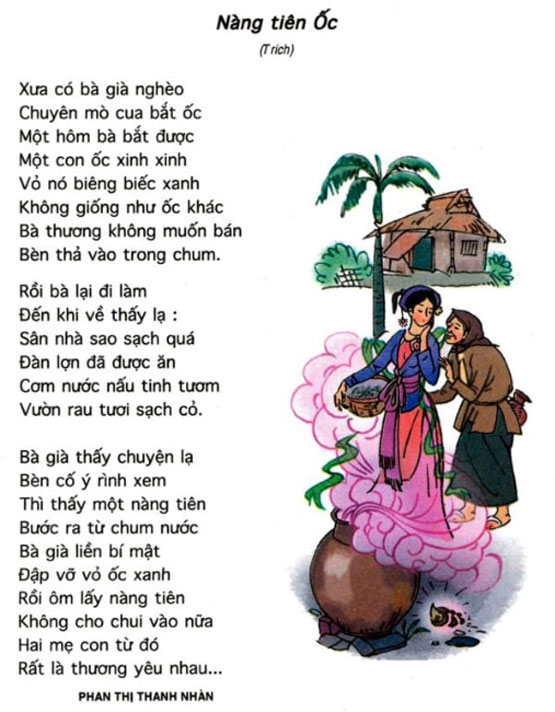 Nàng tiên Ốc
(Trích)
Xưa có bà già nghèo
Chuyên mò cua bắt ốc
Một hôm bà bắt được
Một con ốc xinh xinh
Vỏ nó biêng biếc xanh
Không giống như ốc khác
Bà thương không muốn bán
Bèn thả vào trong chum.
Rồi bà lại đi làm
Đến khi về thấy lạ :
Sân nhà sao sạch quá
Đàn lợn đã được ăn
Cơm nước nấu tinh tươm
Vườn rau tươi sạch cỏ.
Bà già thấy chuyện lạ
Bèn cố ý rình xem
Thì thấy một nàng tiên
Bước ra từ chum nước
Bà già liền bí mật
Đập vỡ vỏ ốc xanh
Rồi ôm lấy nàng tiên
Không cho chui vào nữa
Hai mẹ con từ đó
Rất là thương yêu nhau...
PHAN THỊ THANH NHÀN